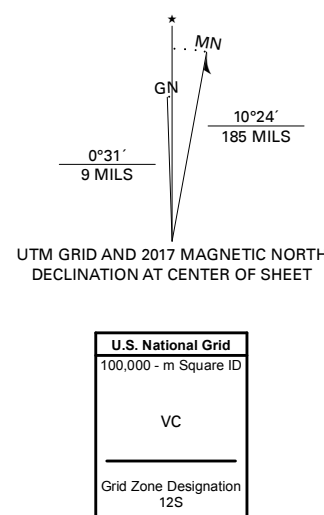 ★
MN
GN
10°24´
185 MILS
0°31´
9 MILS
UTM GRID AND 2017 MAGNETIC NORTH
DECLINATION AT CENTER OF SHEET
U.S. National Grid
100,000 - m Square ID
VC
Grid Zone Designation
12S